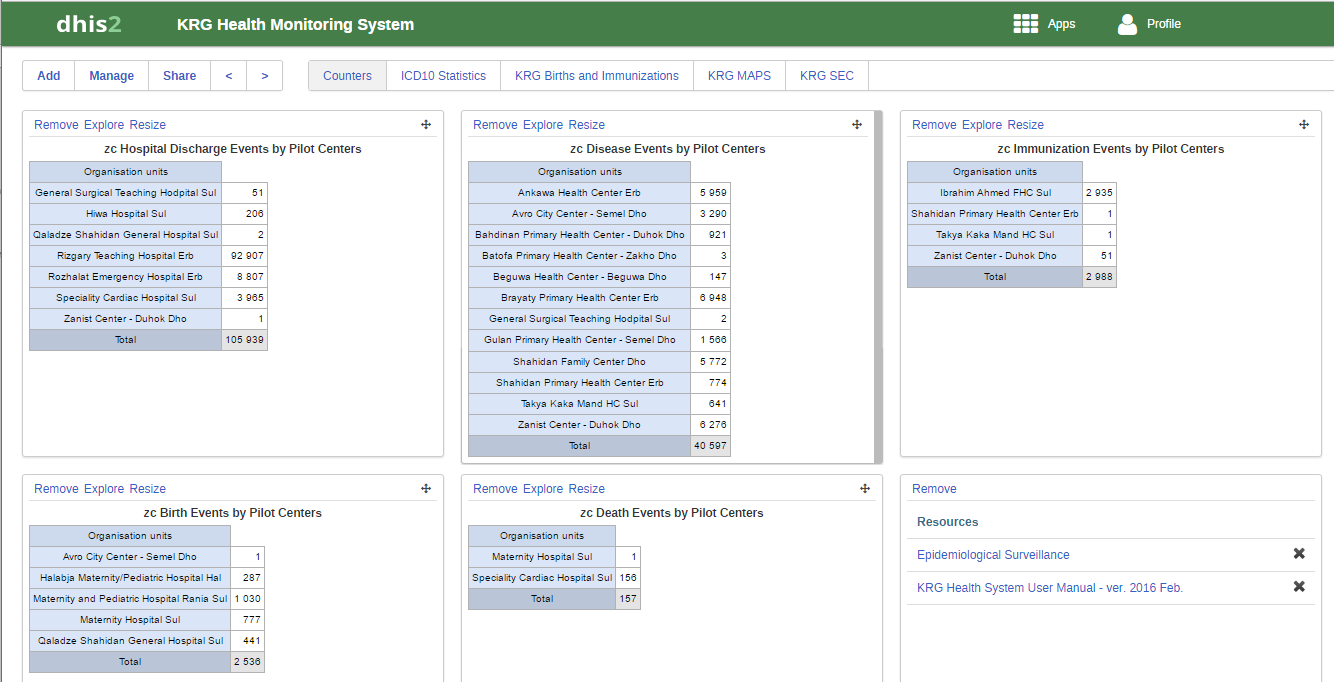 dhis2 KRG Health Monitoring System Apps Profile
Add Manage Share < > Counters ICD10 Statistics KRG Births and Immunizations KRG MAPS KRG SEC
Remove Explore Resize
zc Hospital Discharge Events by Pilot Centers
Organisation units
General Surgical Teaching Hodpital Sul 51
Hiwa Hospital Sul 206
Qaladze Shahidan General Hospital Sul 2
Rizgary Teaching Hospital Erb 92 907
Rozhalat Emergency Hospital Erb 8 807
Speciality Cardiac Hospital Sul 3 965
Zanist Center - Duhok Dho 1
Total 105 939
Remove Explore Resize
zc Disease Events by Pilot Centers
Organisation units
Ankawa Health Center Erb 5 959
Avro City Center - Semel Dho 3 290
Bahdinan Primary Health Center - Duhok Dho 921
Batofa Primary Health Center - Zakho Dho 3
Beguwa Health Center - Beguwa Dho 147
Brayaty Primary Health Center Erb 6 948
General Surgical Teaching Hodpital Sul 2
Gulan Primary Health Center - Semel Dho 1 566
Shahidan Family Center Dho 5 772
Shahidan Primary Health Center Erb 774
Takya Kaka Mand HC Sul 641
Zanist Center - Duhok Dho 6 276
Total 40 597
Remove Explore Resize
zc Immunization Events by Pilot Centers
Organisation units
Ibrahim Ahmed FHC Sul 2 935
Shahidan Primary Health Center Erb 1
Takya Kaka Mand HC Sul 1
Zanist Center - Duhok Dho 51
Total 2 988
Remove Explore Resize
zc Birth Events by Pilot Centers
Organisation units
Avro City Center - Semel Dho 1
Halabja Maternity/Pediatric Hospital Hal 287
Maternity and Pediatric Hospital Rania Sul 1 030
Maternity Hospital Sul 777
Qaladze Shahidan General Hospital Sul 441
Total 2 536
Remove Explore Resize
zc Death Events by Pilot Centers
Organisation units
Maternity Hospital Sul 1
Speciality Cardiac Hospital Sul 156
Total 157
Remove
Resources
Epidemiological Surveillance
KRG Health System User Manual - ver. 2016 Feb.